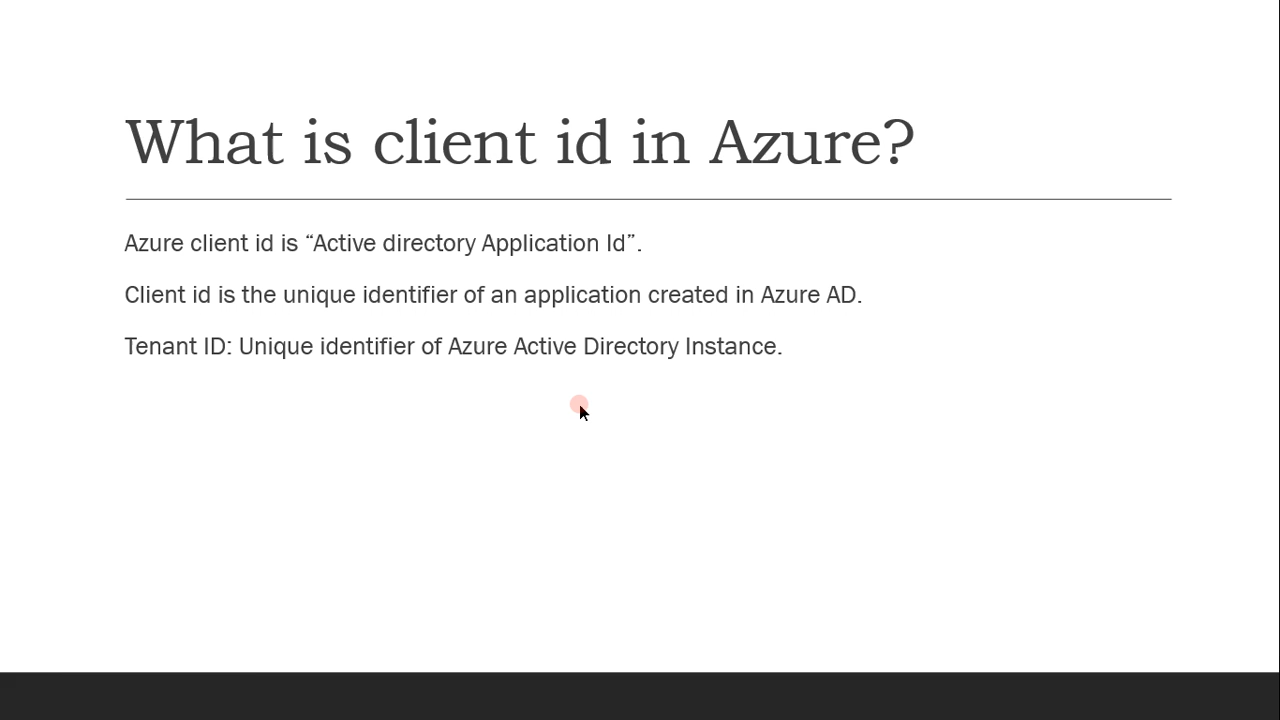 What is client id in Azure?
Azure client id is “Active directory Application Id”.
Client id is the unique identifier of an application created in Azure AD.
Tenant ID: Unique identifier of Azure Active Directory Instance.